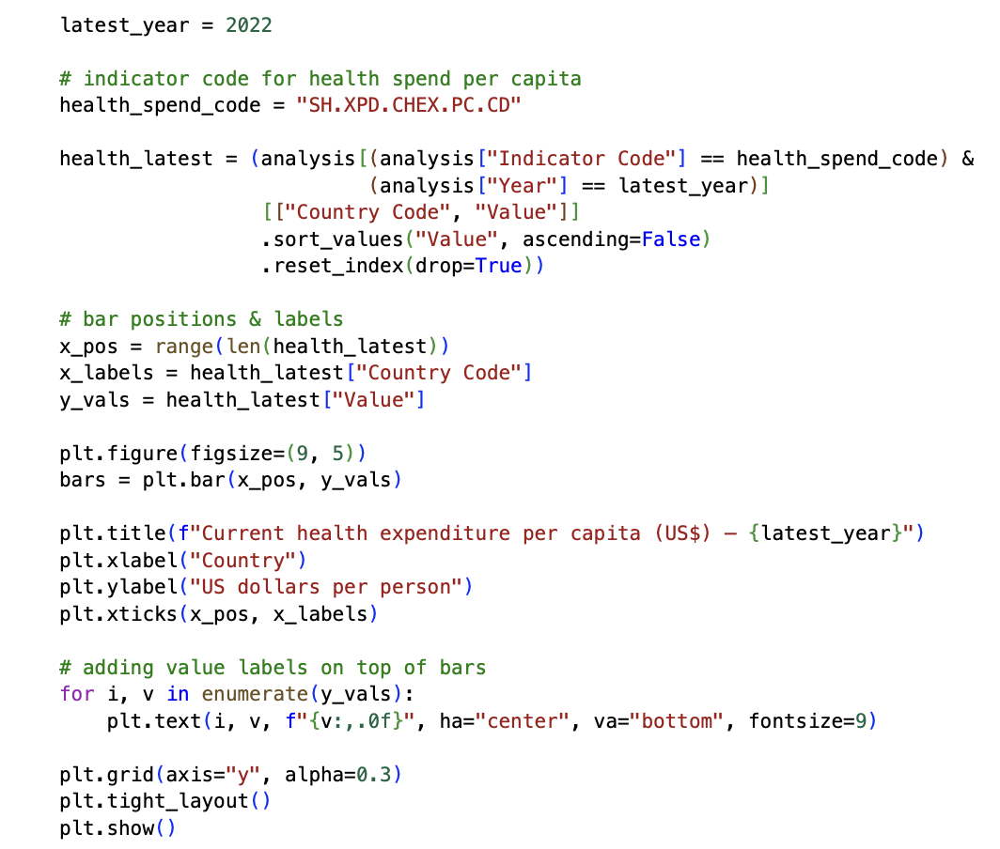 latest_year = 2022
# indicator code for health spend per capita
health_spend_code = "SH.XPD.CHEX.PC.CD"
health_latest = (analysis[(analysis["Indicator Code"] == health_spend_code) &
                          (analysis["Year"] == latest_year)]
                 [["Country Code", "Value"]]
                 .sort_values("Value", ascending=False)
                 .reset_index(drop=True))
# bar positions & labels
x_pos = range(len(health_latest))
x_labels = health_latest["Country Code"]
y_vals = health_latest["Value"]
plt.figure(figsize=(9, 5))
bars = plt.bar(x_pos, y_vals)
plt.title(f"Current health expenditure per capita (US$) – {latest_year}")
plt.xlabel("Country")
plt.ylabel("US dollars per person")
plt.xticks(x_pos, x_labels)
# adding value labels on top of bars
for i, v in enumerate(y_vals):
    plt.text(i, v, f"{v:,.0f}", ha="center", va="bottom", fontsize=9)
plt.grid(axis="y", alpha=0.3)
plt.tight_layout()
plt.show()